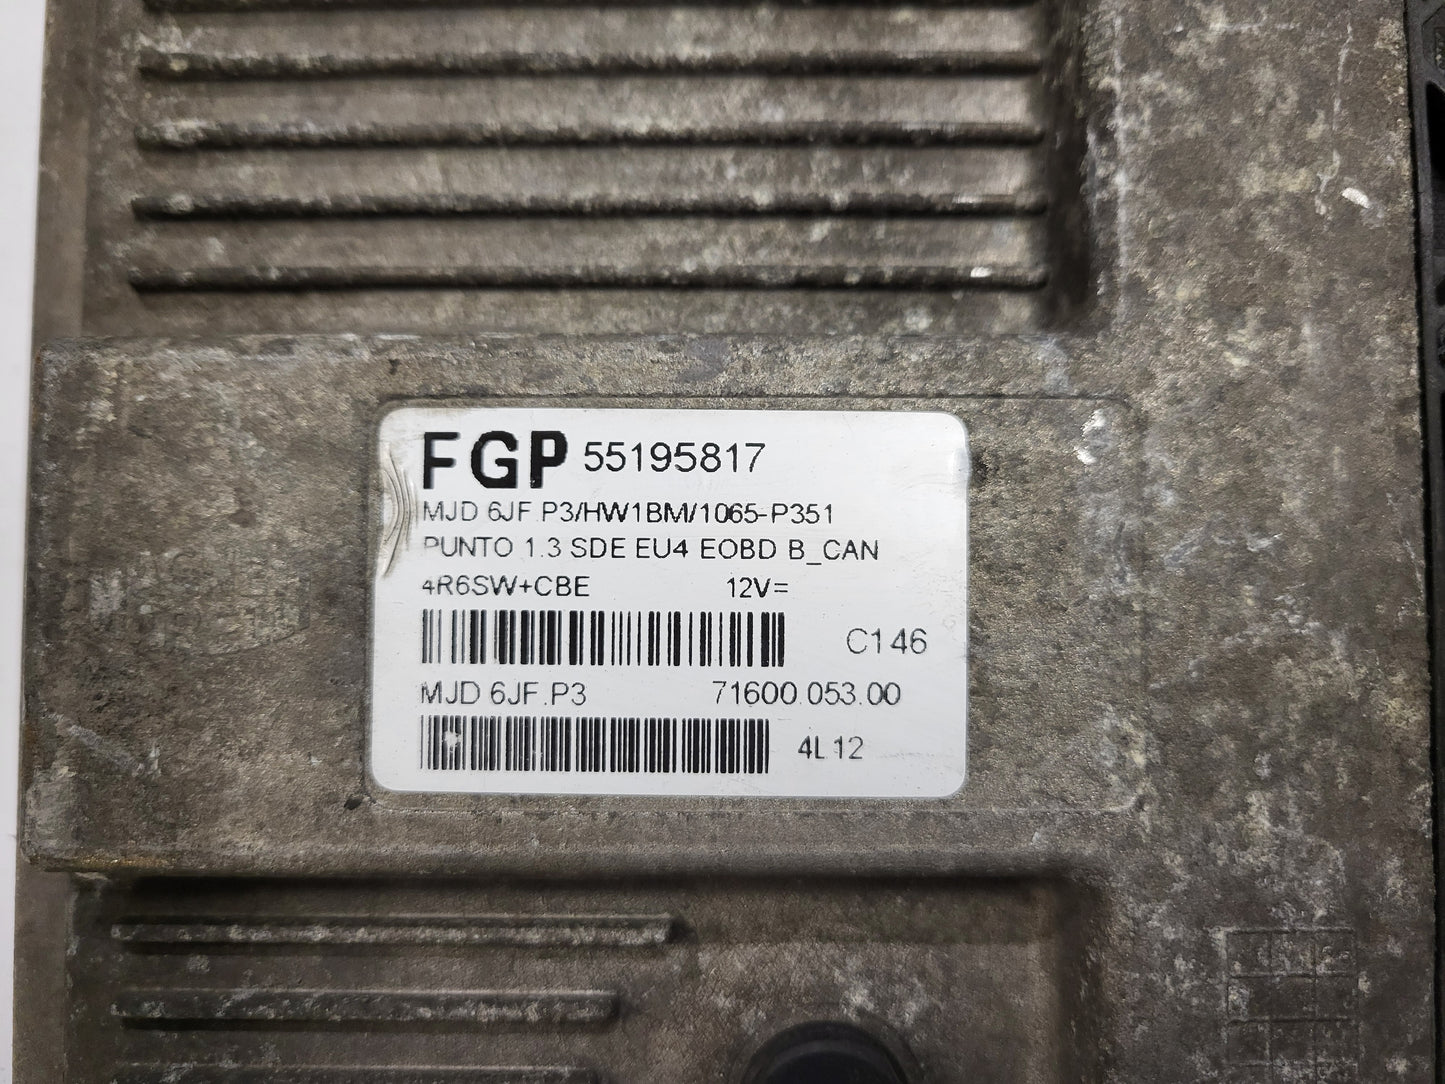 FGP 55195817
MJD 6JF.P3/HW1BM/1065-P351
PUNTO 1.3 SDE EU4 EOBD B_CAN
4R6SW+CBE 12V=
C146
MJD 6JF.P3 71600.053.00
4L12